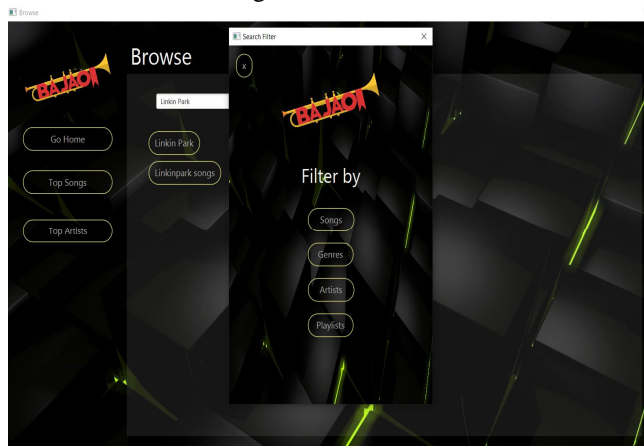 Browse
Search Filter
X
BAJAO
Browse
Linkin Park
Go Home
Top Songs
Top Artists
Linkin Park
Linkinpark songs
x
BAJAO
Filter by
Songs
Genres
Artists
Playlists